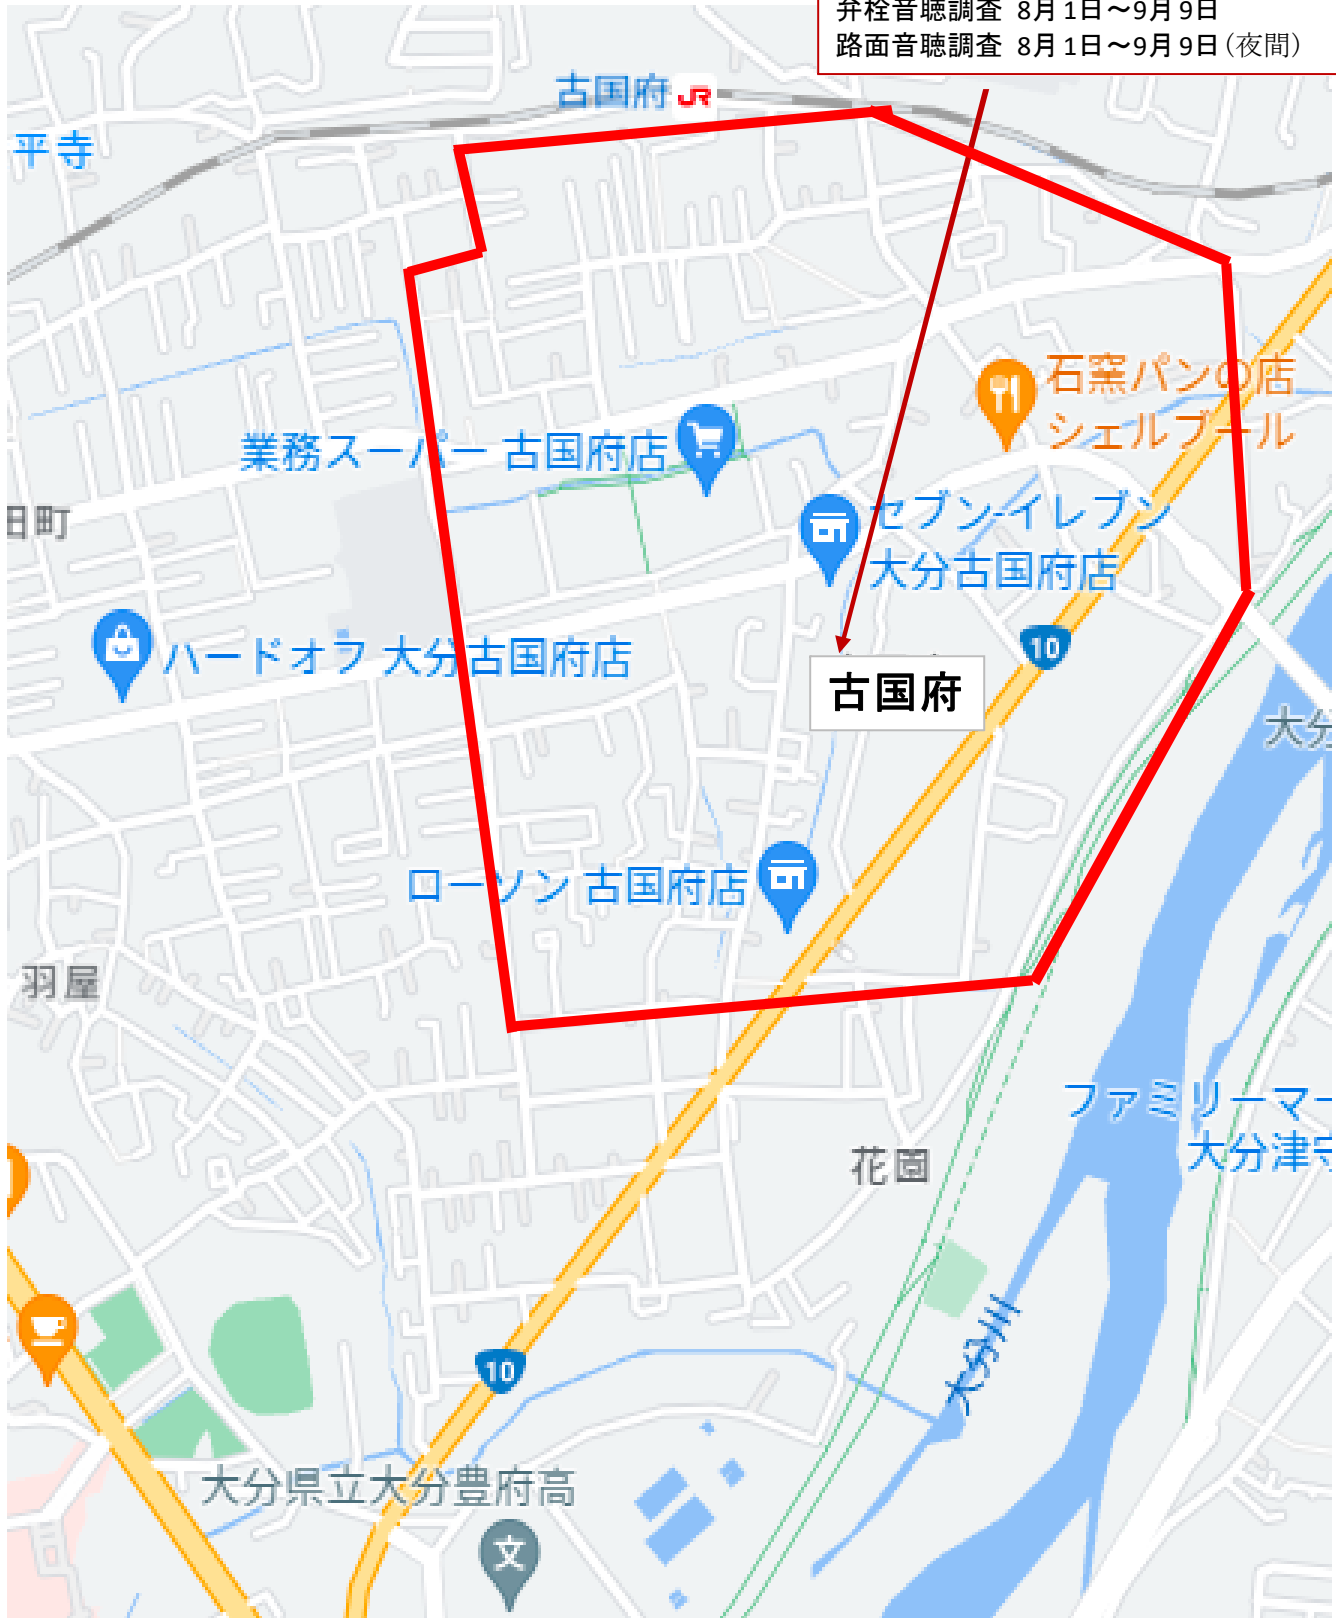 弁栓音聴調査 8月1日～9月9日
路面音聴調査 8月1日～9月9日(夜間)
古国府 JR
平寺
石窯パンの店
シェルブール
業務スーパー 古国府店
田町
セブン-イレブン
大分古国府店
ハードオフ 大分古国府店
10
古国府
大分
ローソン 古国府店
羽屋
ファミリーマー
大分津守
花園
大分川
10
大分県立大分豊府高
文